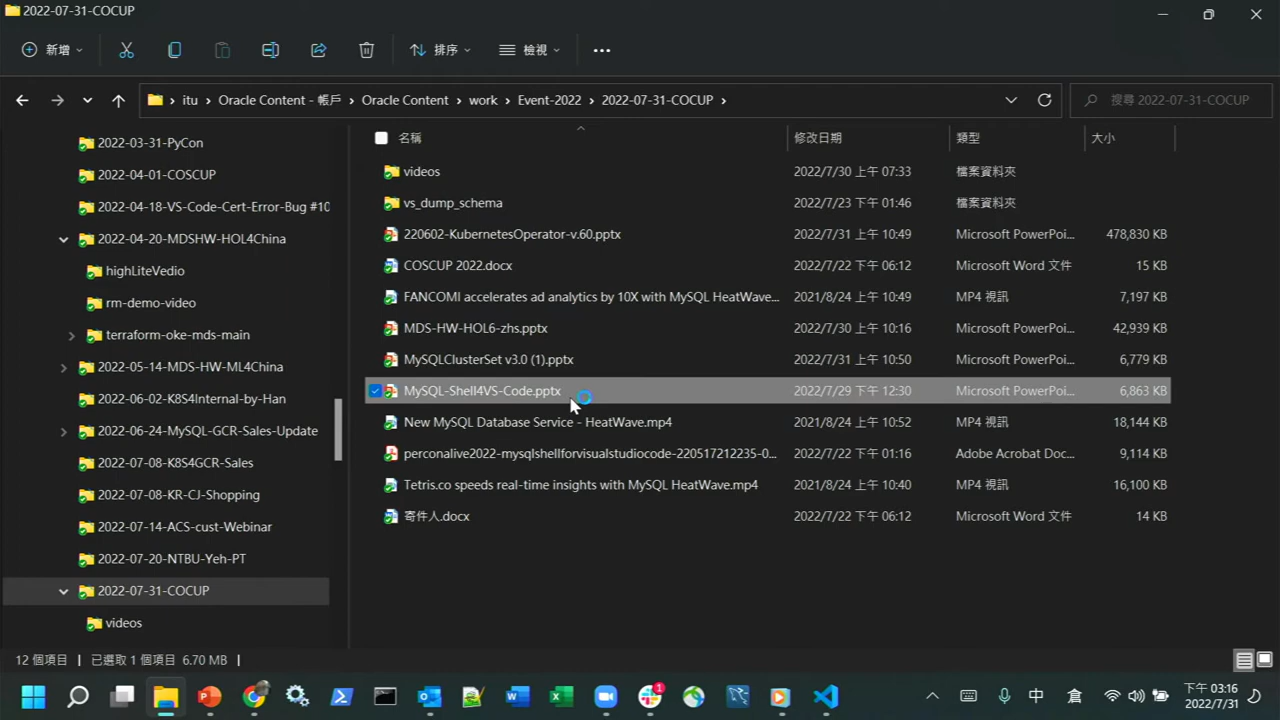 2022-07-31-COCUP
新增
排序
檢視
itu
Oracle Content - 帳戶
Oracle Content
work
Event-2022
2022-07-31-COCUP
搜尋 2022-07-31-COCUP
名稱
修改日期
類型
大小
2022-03-31-PyCon
2022-04-01-COSCUP
2022-04-18-VS-Code-Cert-Error-Bug #10
2022-04-20-MDSHW-HOL4China
highLiteVedio
rm-demo-video
terraform-oke-mds-main
2022-05-14-MDS-HW-ML4China
2022-06-02-K8S4Internal-by-Han
2022-06-24-MySQL-GCR-Sales-Update
2022-07-08-K8S4GCR-Sales
2022-07-08-KR-CJ-Shopping
2022-07-14-ACS-cust-Webinar
2022-07-20-NTBU-Yeh-PT
2022-07-31-COCUP
videos
videos 2022/7/30 上午 07:33 檔案資料夾
vs_dump_schema 2022/7/23 上午 01:46 檔案資料夾
220602-KubernetesOperator-v.60.pptx 2022/7/31 上午 10:49 Microsoft PowerPoi... 478,830 KB
COSCUP 2022.docx 2022/7/22 下午 06:12 Microsoft Word 文件 15 KB
FANCOMI accelerates ad analytics by 10X with MySQL HeatWave... 2021/8/24 上午 10:49 MP4 視訊 7,197 KB
MDS-HW-HOL6-zhs.pptx 2022/7/30 上午 10:16 Microsoft PowerPoi... 42,939 KB
MySQLClusterSet v3.0 (1).pptx 2022/7/31 上午 10:50 Microsoft PowerPoi... 6,779 KB
MySQL-Shell4VS-Code.pptx 2022/7/29 下午 12:30 Microsoft PowerPoi... 6,863 KB
New MySQL Database Service - HeatWave.mp4 2021/8/24 上午 10:52 MP4 視訊 18,144 KB
perconalive2022-mysqlshellforvisualstudiocode-220517212235-0... 2022/7/22 下午 01:16 Adobe Acrobat Doc... 9,114 KB
Tetris.co speeds real-time insights with MySQL HeatWave.mp4 2021/8/24 上午 10:40 MP4 視訊 16,100 KB
寄件人.docx 2022/7/22 下午 06:12 Microsoft Word 文件 14 KB
12 個項目 已選取 1 個項目 6.70 MB
中
倉
下午 03:16
2022/7/31